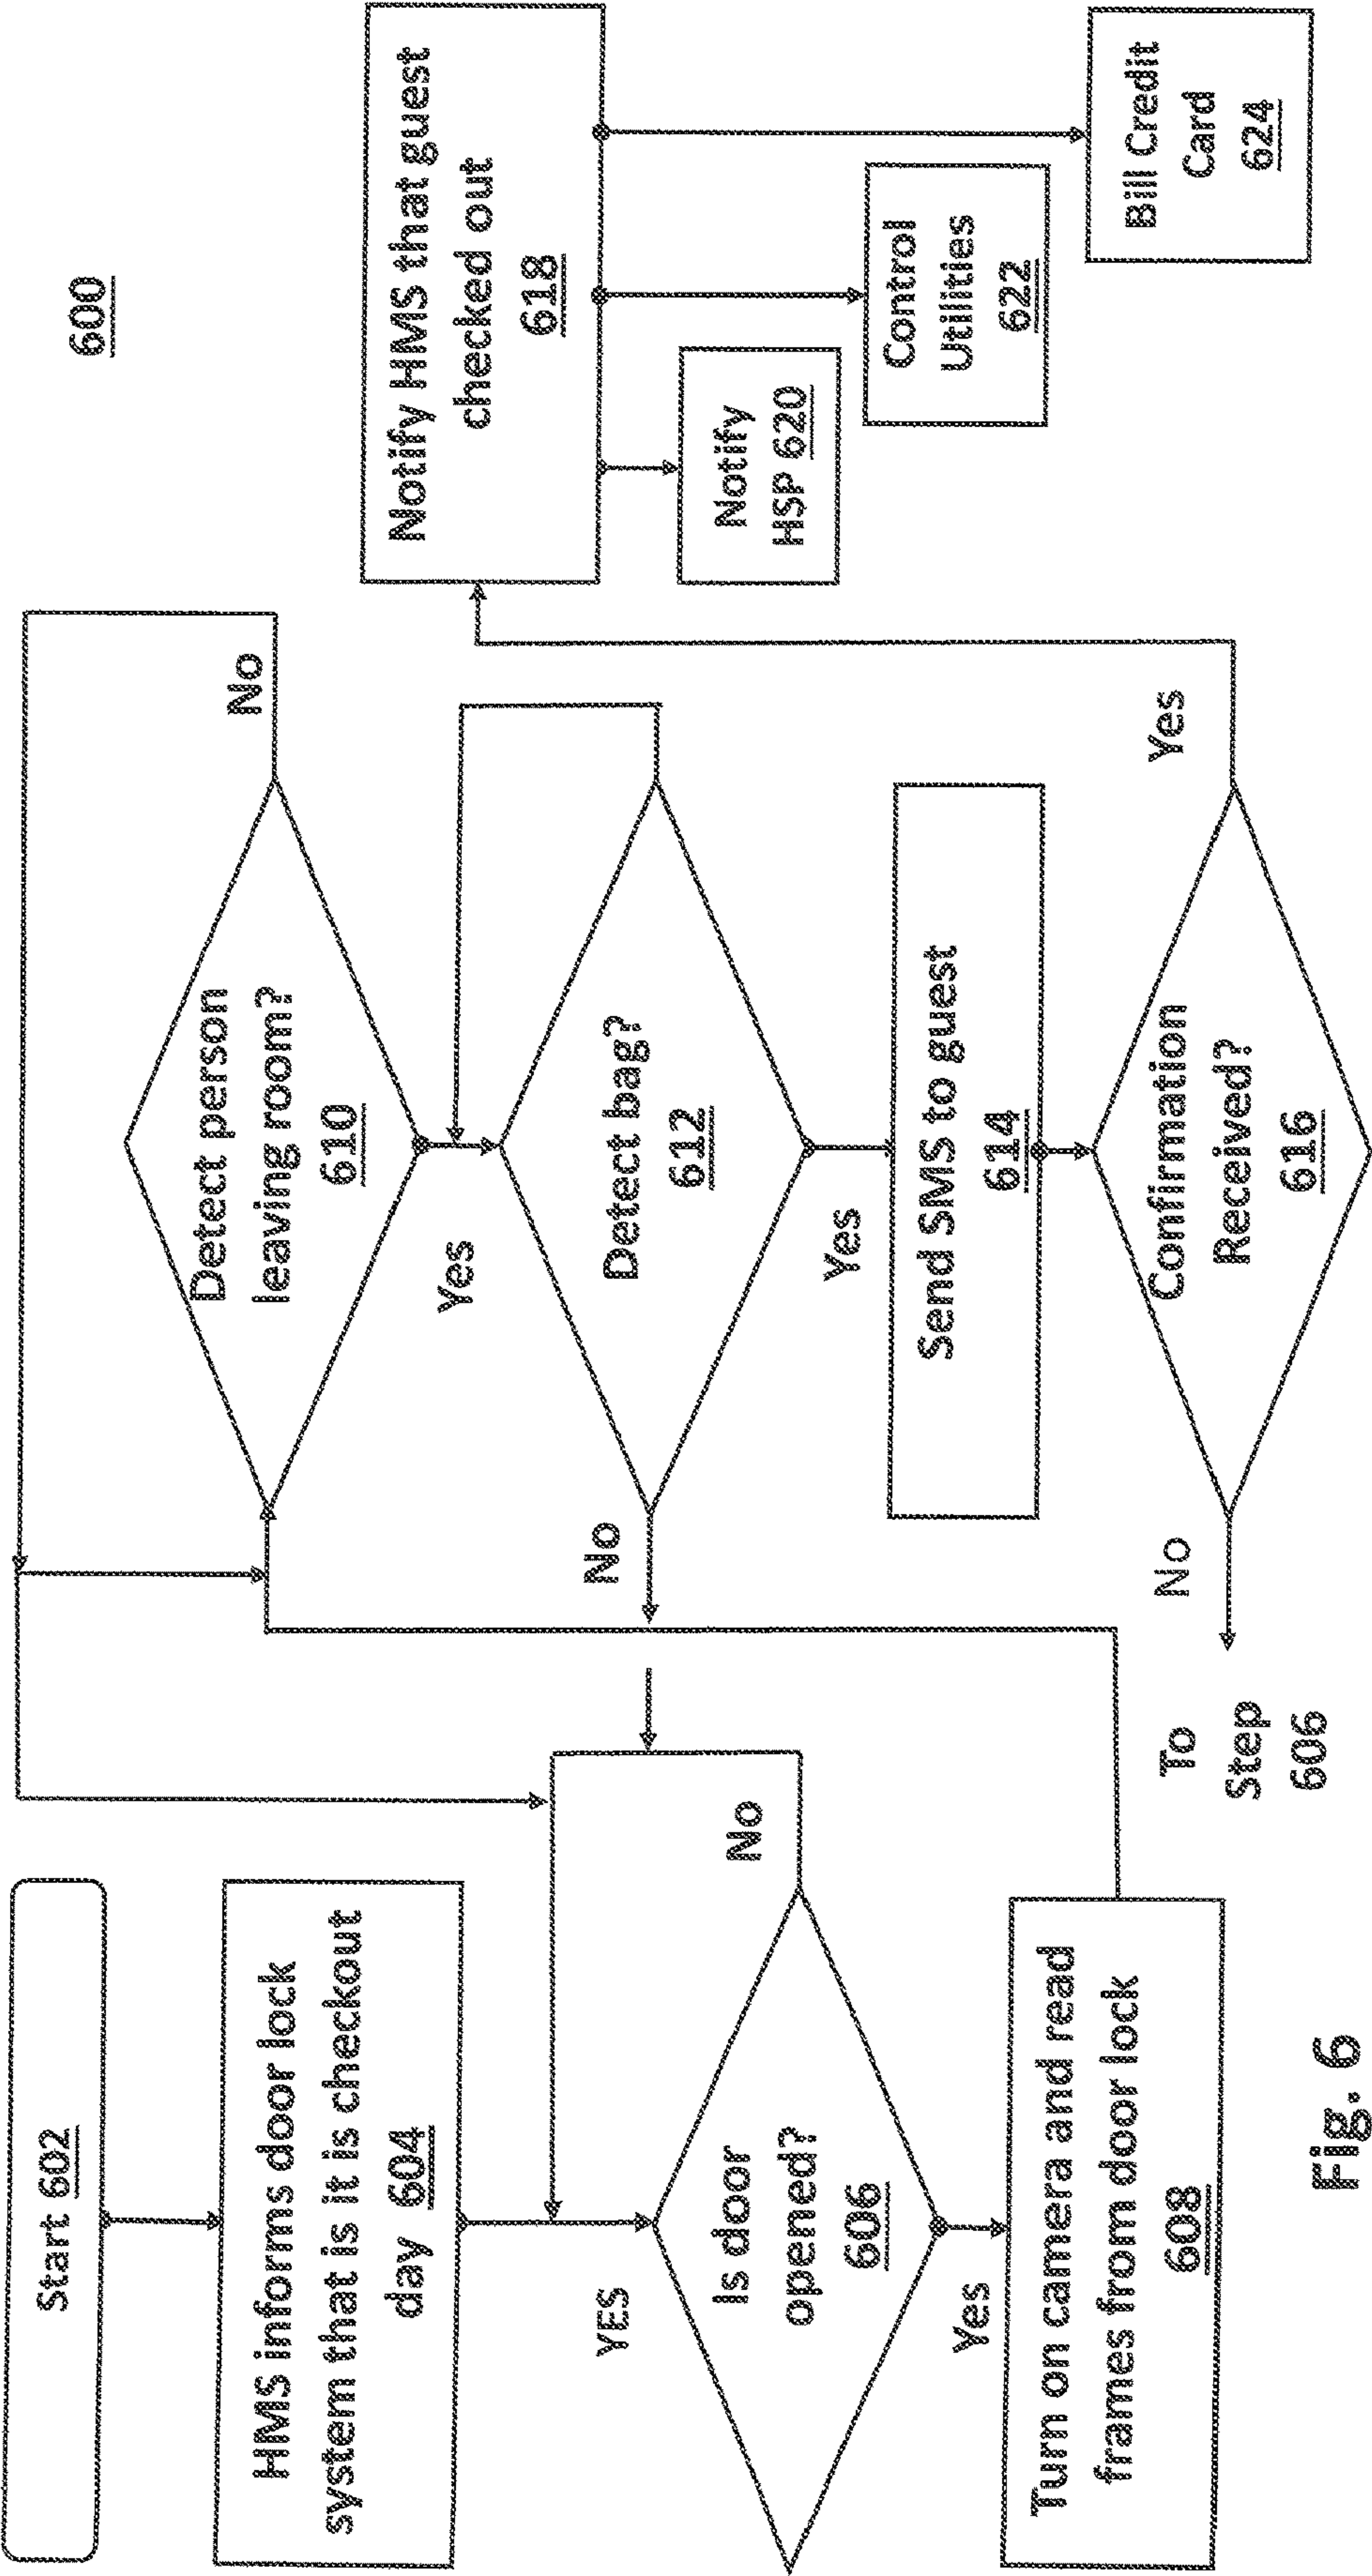 600
Start 602
HMS informs door lock
system that is it is checkout
day 604
YES
Is door
opened?
606
No
Yes
Turn on camera and read
frames from door lock
608
Detect person
leaving room?
610
No
Yes
Detect bag?
612
No
Yes
Send SMS to guest
614
Confirmation
Received?
616
No
To
Step
606
Yes
Notify HMS that guest
checked out
618
Notify
HSP 620
Control
Utilities
622
Bill Credit
Card
624
Fig. 6